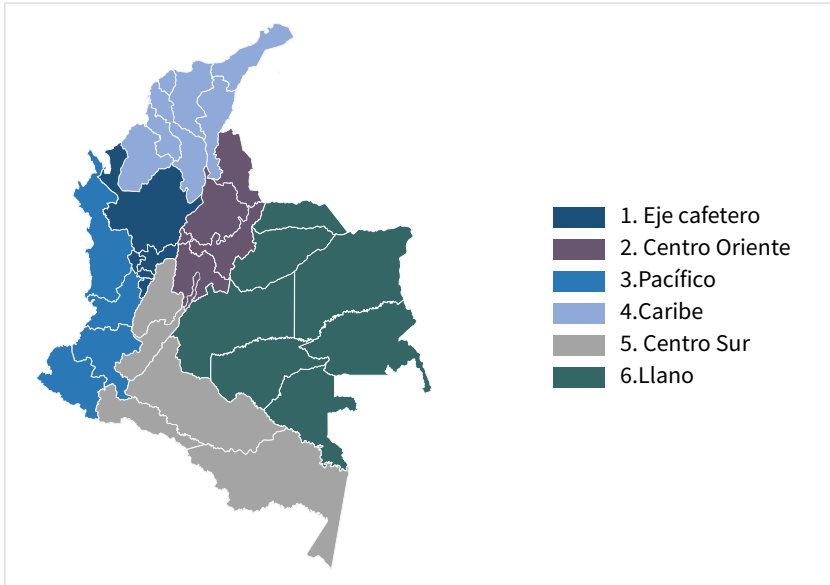 1. Eje cafetero
2. Centro Oriente
3.Pacífico
4.Caribe
5. Centro Sur
6.Llano